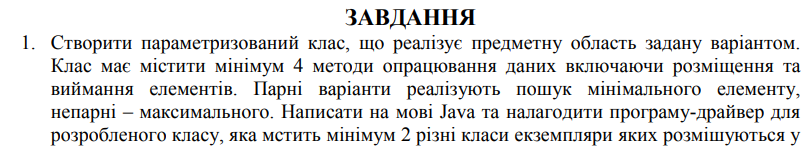 ЗАВДАННЯ
1. Створити параметризований клас, що реалізує предметну область задану варіантом.
Клас має містити мінімум 4 методи опрацювання даних включаючи розміщення та
виймання елементів. Парні варіанти реалізують пошук мінімального елементу,
непарні – максимального. Написати на мові Java та налагодити програму-драйвер для
розробленого класу, яка мстить мінімум 2 різні класи екземпляри яких розмішуються у